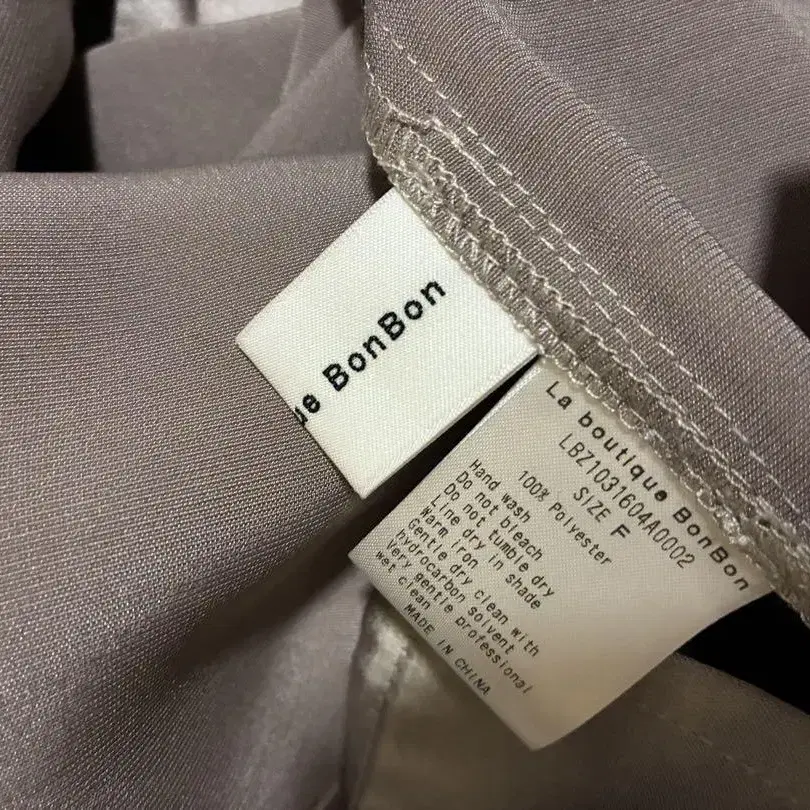 ue BonBon
La boutique BonBon
LBZ1031604A0002
SIZE F
100% Polyester
Hand wash
Do not bleach
Do not tumble dry
Line dry in shade
Warm iron
Gentle dry clean with
hydrocarbon solvent
Very gentle professional
wet clean
MADE IN CHINA